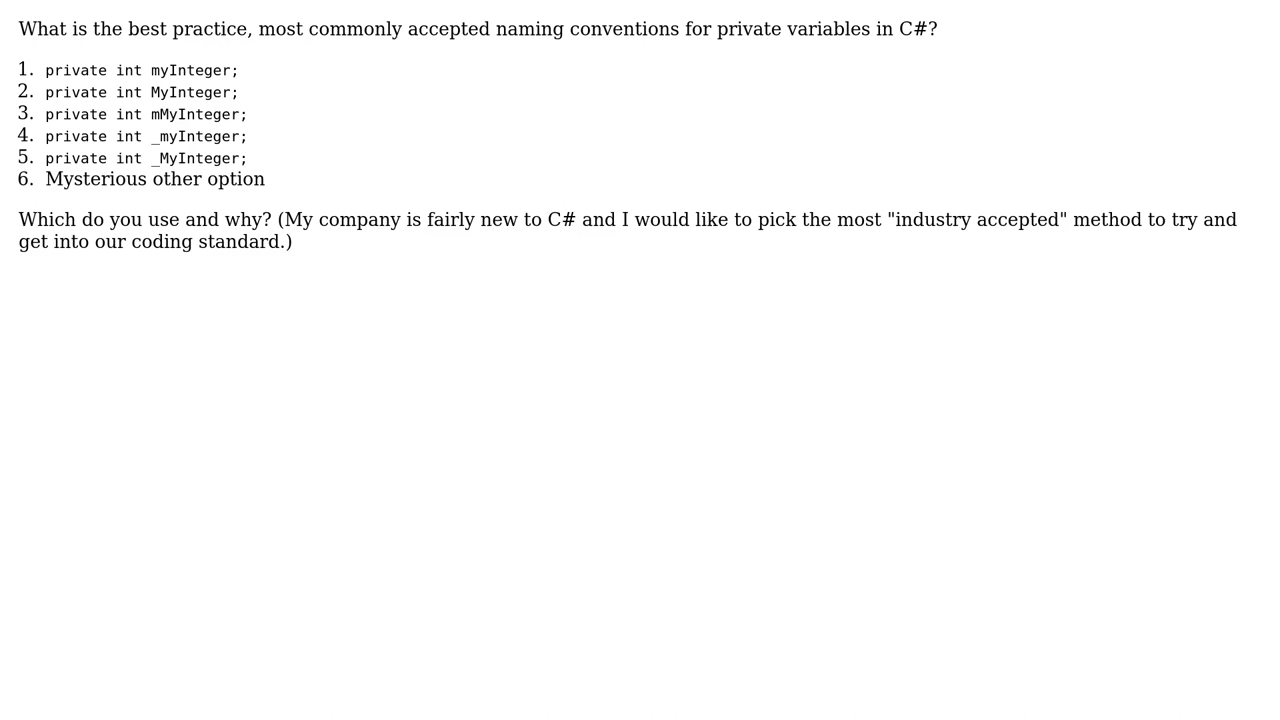 What is the best practice, most commonly accepted naming conventions for private variables in C#?
1. private int myInteger;
2. private int MyInteger;
3. private int mMyInteger;
4. private int _myInteger;
5. private int _MyInteger;
6. Mysterious other option
Which do you use and why? (My company is fairly new to C# and I would like to pick the most "industry accepted" method to try and
get into our coding standard.)